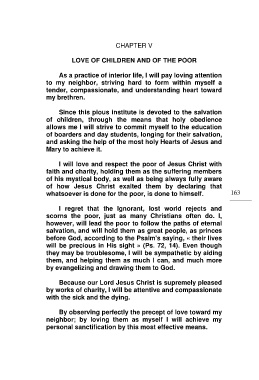 CHAPTER V
LOVE OF CHILDREN AND OF THE POOR
As a practice of interior life, I will pay loving attention
to my neighbor, striving hard to form within myself a
tender, compassionate, and understanding heart toward
my brethren.
Since this pious Institute is devoted to the salvation
of children, through the means that holy obedience
allows me I will strive to commit myself to the education
of boarders and day students, longing for their salvation,
and asking the help of the most holy Hearts of Jesus and
Mary to achieve it.
I will love and respect the poor of Jesus Christ with
faith and charity, holding them as the suffering members
of his mystical body, as well as being always fully aware
of how Jesus Christ exalted them by declaring that
whatsoever is done for the poor, is done to himself.
163
I regret that the ignorant, lost world rejects and
scorns the poor, just as many Christians often do. I,
however, will lead the poor to follow the paths of eternal
salvation, and will hold them as great people, as princes
before God, according to the Psalm's saying, « their lives
will be precious in His sight » (Ps. 72, 14). Even though
they may be troublesome, I will be sympathetic by aiding
them, and helping them as much I can, and much more
by evangelizing and drawing them to God.
Because our Lord Jesus Christ is supremely pleased
by works of charity, I will be attentive and compassionate
with the sick and the dying.
By observing perfectly the precept of love toward my
neighbor; by loving them as myself I will achieve my
personal sanctification by this most effective means.